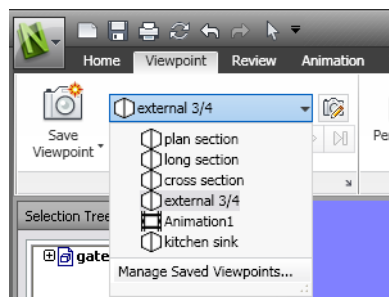 Home Viewpoint Review Animation
external 3/4
Save
Viewpoint
Pe
plan section
long section
cross section
external 3/4
Animation1
kitchen sink
Manage Saved Viewpoints...
Selection Tree
gate